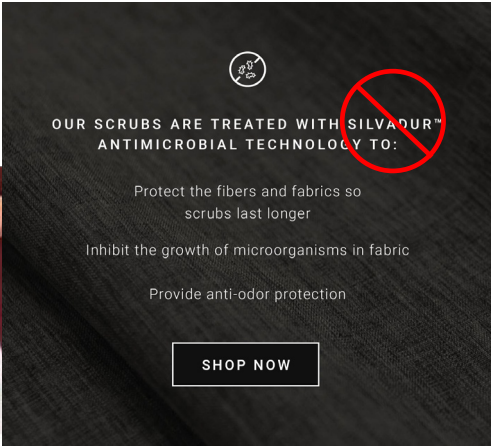 OUR SCRUBS ARE TREATED WITH SILVADUR™
ANTIMICROBIAL TECHNOLOGY TO:
Protect the fibers and fabrics so
scrubs last longer
Inhibit the growth of microorganisms in fabric
Provide anti-odor protection
SHOP NOW